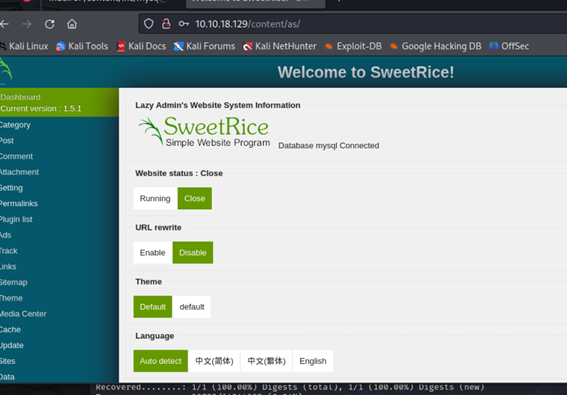 Welcome to SweetRice!
10.10.18.129/content/as/
Kali Linux Kali Tools Kali Docs Kali Forums Kali NetHunter Exploit-DB Google Hacking DB OffSec
Welcome to SweetRice!
Dashboard
Current version : 1.5.1
Category
Post
Comment
Attachment
Setting
Permalinks
Plugin list
Ads
Track
Links
Sitemap
Theme
Media Center
Cache
Update
Sites
Data
Lazy Admin's Website System Information
SweetRice
Simple Website Program
Database mysql Connected
Website status : Close
Running Close
URL rewrite
Enable Disable
Theme
Default default
Language
Auto detect 中文(简体) 中文(繁体) English
Recovered........: 1/1 (100.00%) Digests (total), 1/1 (100.00%) Digests (new)